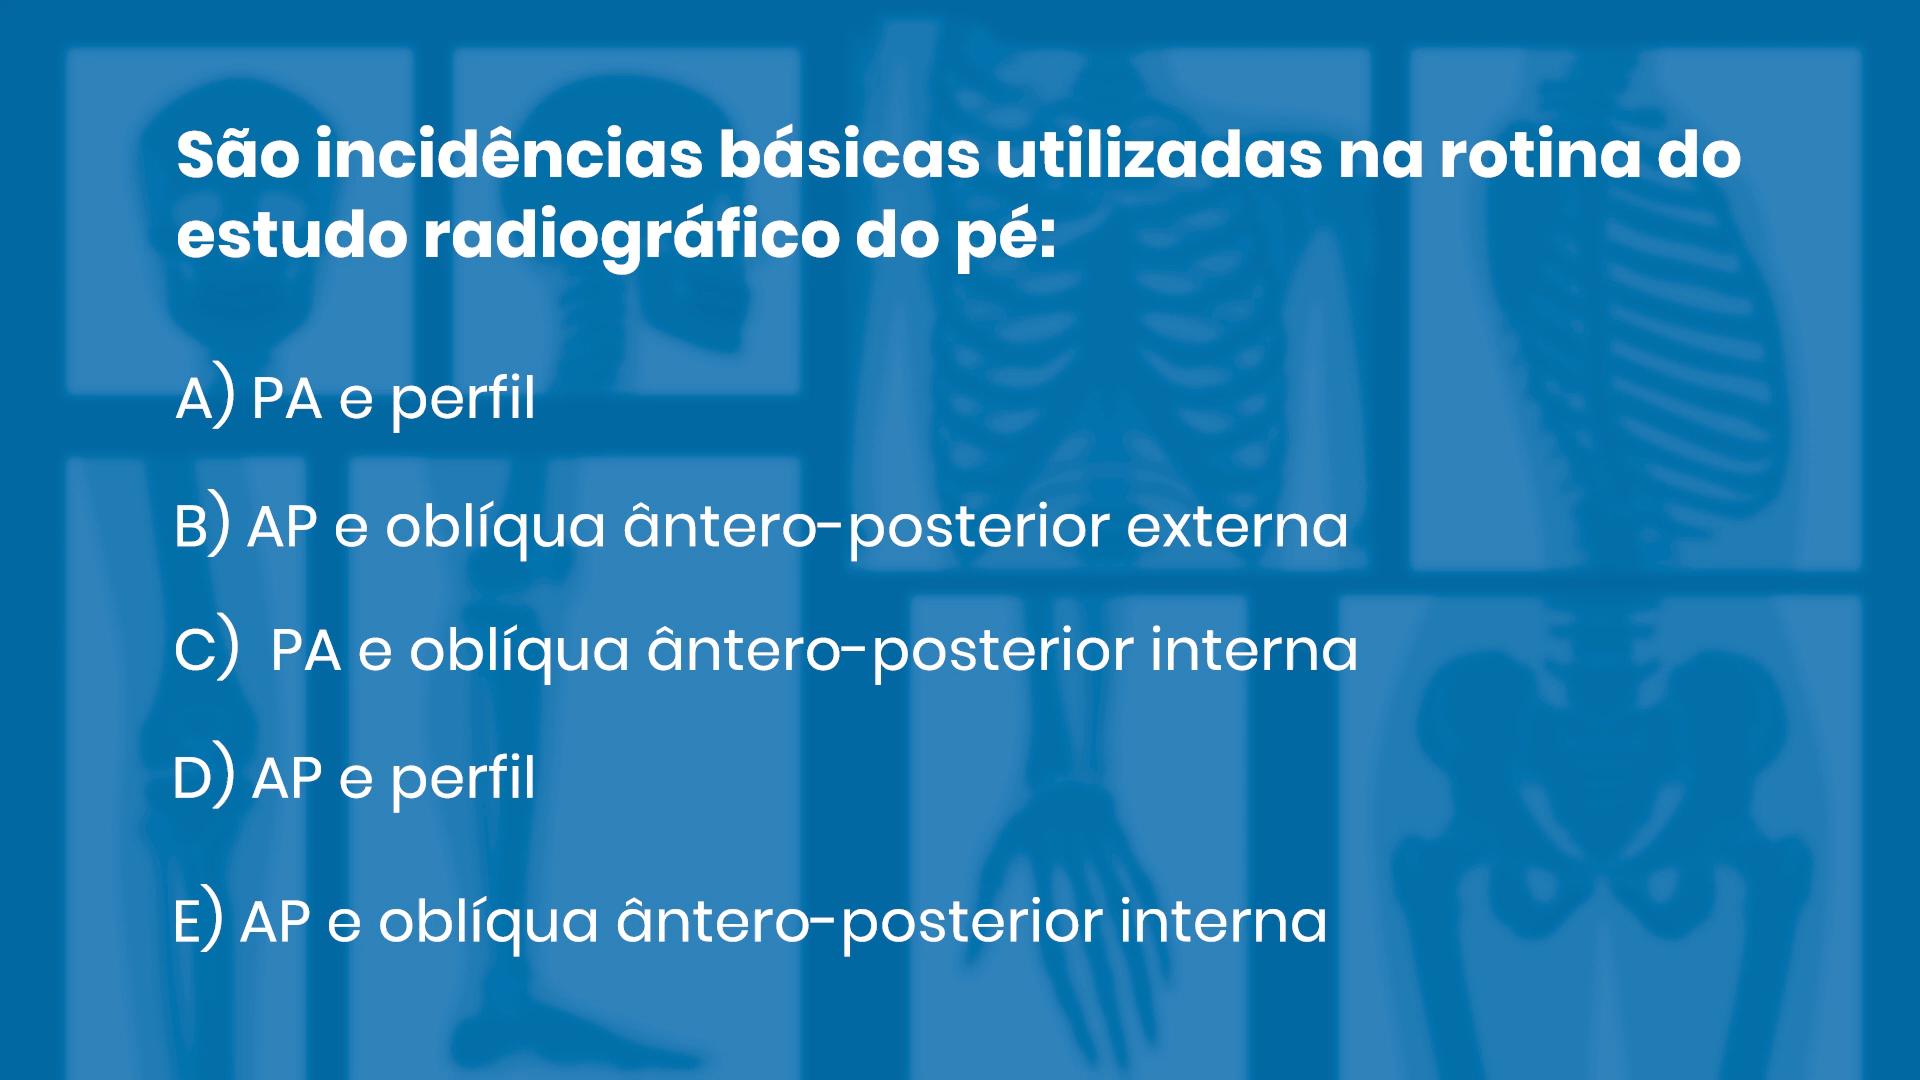 São incidências básicas utilizadas na rotina do
estudo radiográfico do pé:
A) PA e perfil
B) AP e oblíqua ântero-posterior externa
C) PA e oblíqua ântero-posterior interna
D) AP e perfil
E) AP e oblíqua ântero-posterior interna